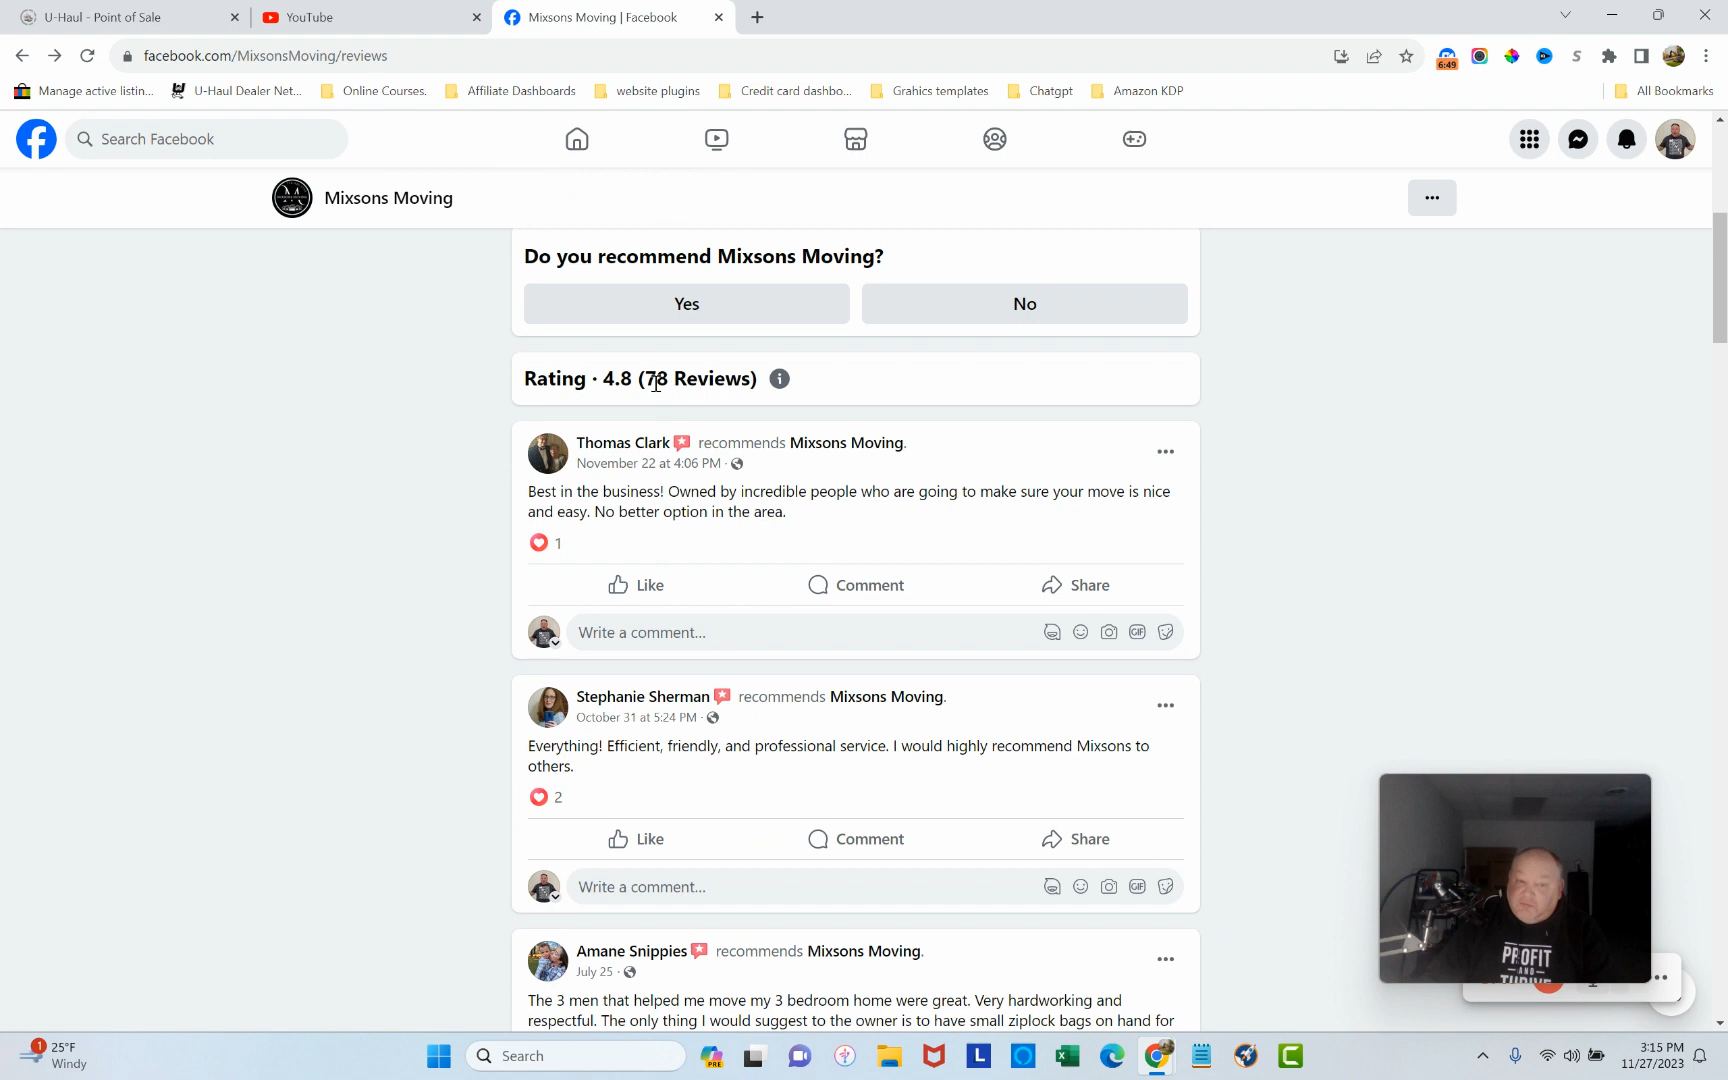 U-Haul - Point of Sale
YouTube
Mixsons Moving | Facebook
facebook.com/MixsonsMoving/reviews
6:49
Manage active listin...
U-Haul Dealer Net...
Online Courses.
Affiliate Dashboards
website plugins
Credit card dashbo...
Grahics templates
Chatgpt
Amazon KDP
All Bookmarks
Search Facebook
Mixsons Moving
Do you recommend Mixsons Moving?
Yes
No
Rating · 4.8 (78 Reviews)
Thomas Clark recommends Mixsons Moving.
November 22 at 4:06 PM ·
Best in the business! Owned by incredible people who are going to make sure your move is nice
and easy. No better option in the area.
1
Like
Comment
Share
Write a comment...
GIF
Stephanie Sherman recommends Mixsons Moving.
October 31 at 5:24 PM ·
Everything! Efficient, friendly, and professional service. I would highly recommend Mixsons to
others.
2
Like
Comment
Share
Write a comment...
GIF
Amane Snippies recommends Mixsons Moving.
July 25 ·
The 3 men that helped me move my 3 bedroom home were great. Very hardworking and
respectful. The only thing I would suggest to the owner is to have small ziplock bags on hand for
PROFIT
AND
THRIVE
1
25°F
Windy
Search
PRE
L
3:15 PM
11/27/2023